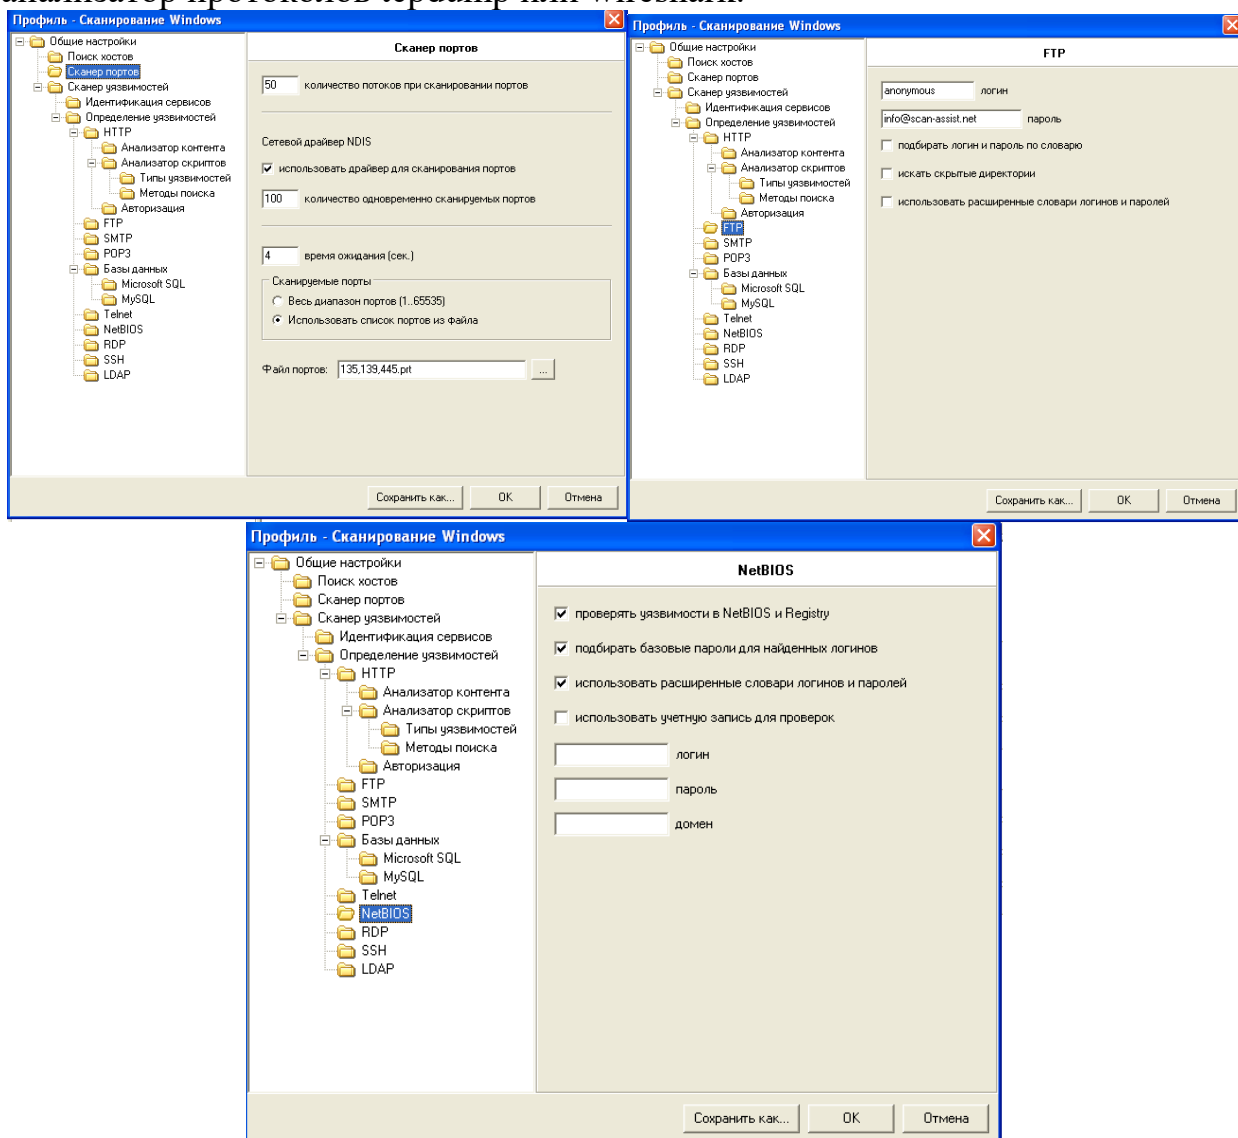 анализатор протоколов tcpdump или wireshark.
Профиль - Сканирование Windows
Общие настройки
Поиск хостов
Сканер портов
Сканер уязвимостей
Идентификация сервисов
Определение уязвимостей
HTTP
Анализатор контента
Анализатор скриптов
Типы уязвимостей
Методы поиска
Авторизация
FTP
SMTP
POP3
Базы данных
Microsoft SQL
MySQL
Telnet
NetBIOS
RDP
SSH
LDAP
Сканер портов
50 количество потоков при сканировании портов
Сетевой драйвер NDIS
использовать драйвер для сканирования портов
100 количество одновременно сканируемых портов
4 время ожидания (сек.)
Сканируемые порты
Весь диапазон портов (1..65535)
Использовать список портов из файла
Файл портов: 135,139,445.prt ...
Сохранить как... OK Отмена
Профиль - Сканирование Windows
Общие настройки
Поиск хостов
Сканер портов
Сканер уязвимостей
Идентификация сервисов
Определение уязвимостей
HTTP
Анализатор контента
Анализатор скриптов
Типы уязвимостей
Методы поиска
Авторизация
FTP
SMTP
POP3
Базы данных
Microsoft SQL
MySQL
Telnet
NetBIOS
RDP
SSH
LDAP
FTP
anonymous логин
info@scan-assist.net пароль
подбирать логин и пароль по словарю
искать скрытые директории
использовать расширенные словари логинов и паролей
Сохранить как... OK Отмена
Профиль - Сканирование Windows
Общие настройки
Поиск хостов
Сканер портов
Сканер уязвимостей
Идентификация сервисов
Определение уязвимостей
HTTP
Анализатор контента
Анализатор скриптов
Типы уязвимостей
Методы поиска
Авторизация
FTP
SMTP
POP3
Базы данных
Microsoft SQL
MySQL
Telnet
NetBIOS
RDP
SSH
LDAP
NetBIOS
проверять уязвимости в NetBIOS и Registry
подбирать базовые пароли для найденных логинов
использовать расширенные словари логинов и паролей
использовать учетную запись для проверок
логин
пароль
домен
Сохранить как... OK Отмена